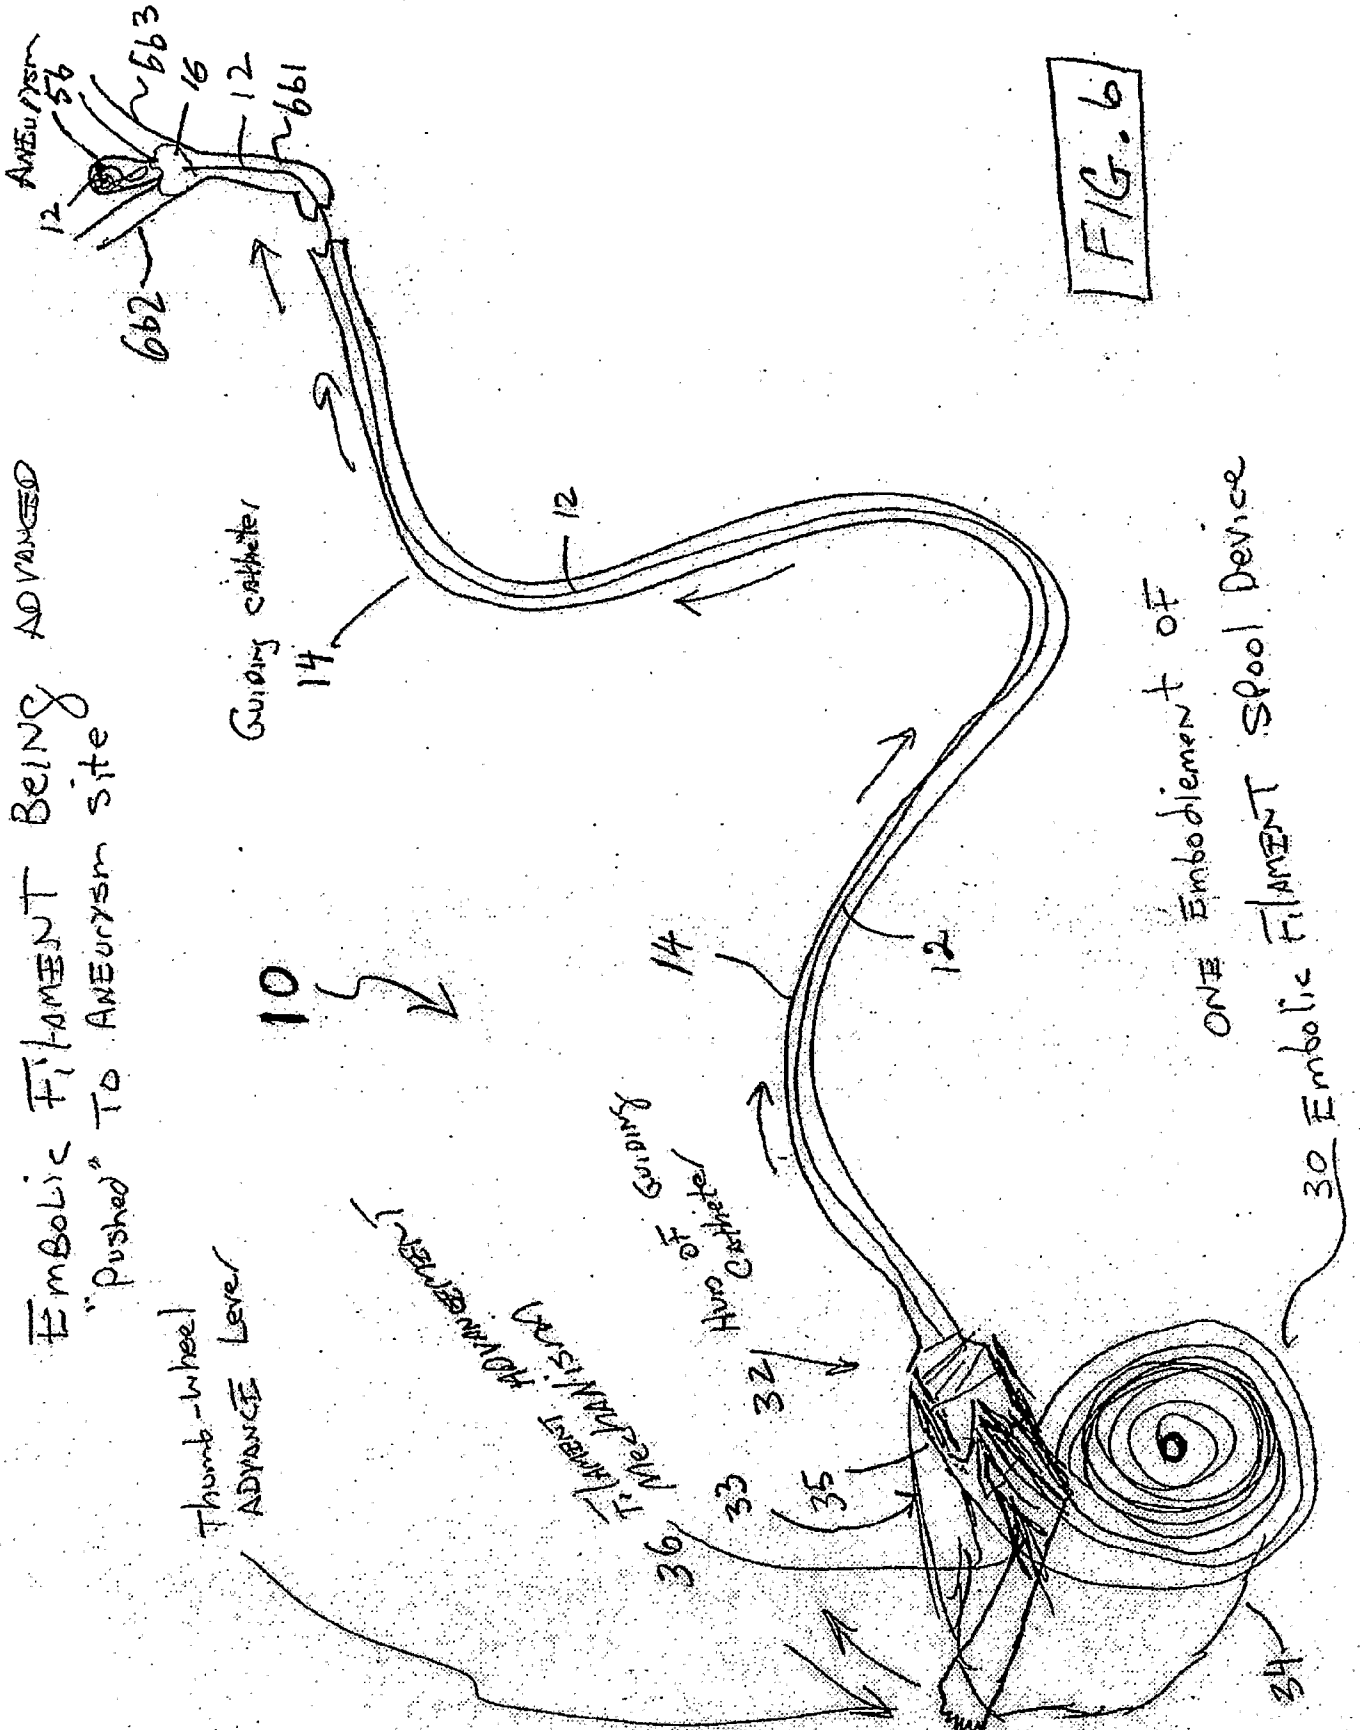 EmBoLic FilAMENT BeING ADVANCED
"Pushed" To ANEurysm site
Thumb-wheel
ADVANCE Lever
10
Guiding catheter
14
12
ANEurysm
56
12
662
663
16
12
661
FilAMENT ADVANCEMENT
MechANism
36
HuB OF Guiding
CAtheter
32
33
35
14
12
34
ONE Embodiement OF
30 Embolic FilAMENT Spool Device
FIG. 6